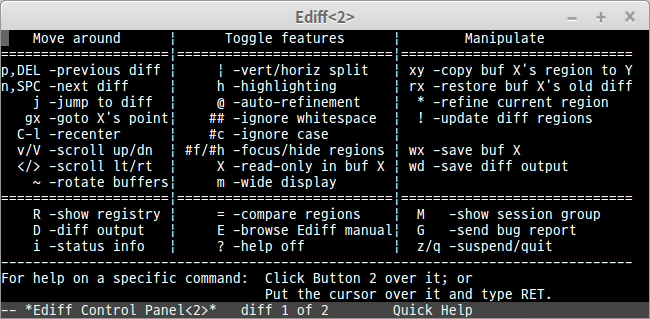 Ediff<2>
    Move around      ¦      Toggle features      ¦        Manipulate
=====================¦===========================¦=============================
p,DEL -previous diff ¦     | -vert/horiz split   ¦ xy -copy buf X's region to Y
n,SPC -next diff     ¦     h -highlighting       ¦ rx -restore buf X's old diff
    j -jump to diff  ¦     @ -auto-refinement    ¦  * -refine current region
   gx -goto X's point¦    ## -ignore whitespace  ¦  ! -update diff regions
  C-l -recenter      ¦    #c -ignore case        ¦
  v/V -scroll up/dn  ¦ #f/#h -focus/hide regions ¦ wx -save buf X
  </> -scroll lt/rt  ¦     X -read-only in buf X ¦ wd -save diff output
    ~ -rotate buffers¦     m -wide display       ¦
=====================¦===========================¦=============================
    R -show registry ¦     = -compare regions    ¦  M   -show session group
    D -diff output   ¦     E -browse Ediff manual¦  G   -send bug report
    i -status info   ¦     ? -help off           ¦  z/q -suspend/quit
-------------------------------------------------------------------------------
For help on a specific command:  Click Button 2 over it; or
                                 Put the cursor over it and type RET.
-- *Ediff Control Panel<2>*   diff 1 of 2        Quick Help